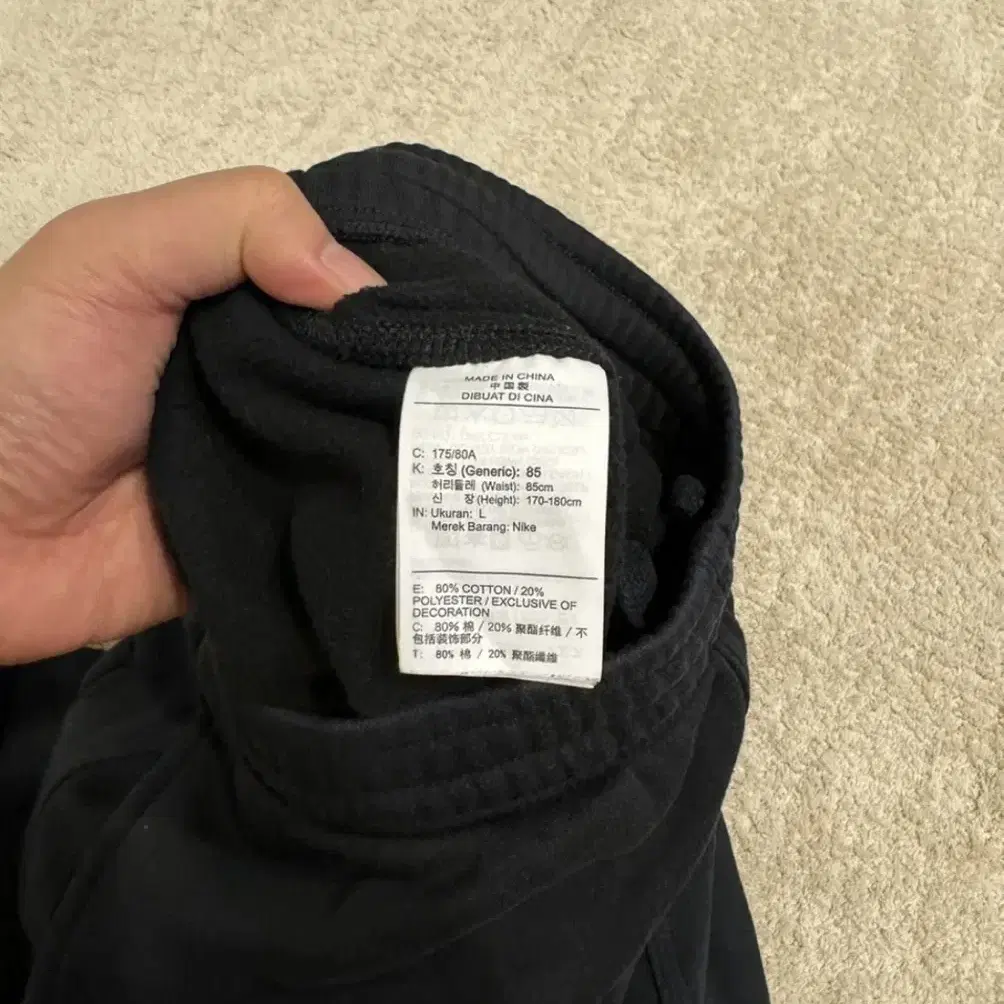 MADE IN CHINA
中国製
DIBUAT DI CINA
C: 175/80A
K: 호칭 (Generic): 85
허리둘레 (Waist): 85cm
신 장 (Height): 170-180cm
IN: Ukuran: L
Merek Barang: Nike
E: 80% COTTON / 20%
POLYESTER / EXCLUSIVE OF
DECORATION
C: 80% 棉 / 20% 聚酯纤维 / 不
包括装饰部分
T: 80% 棉 / 20% 聚酯纖維